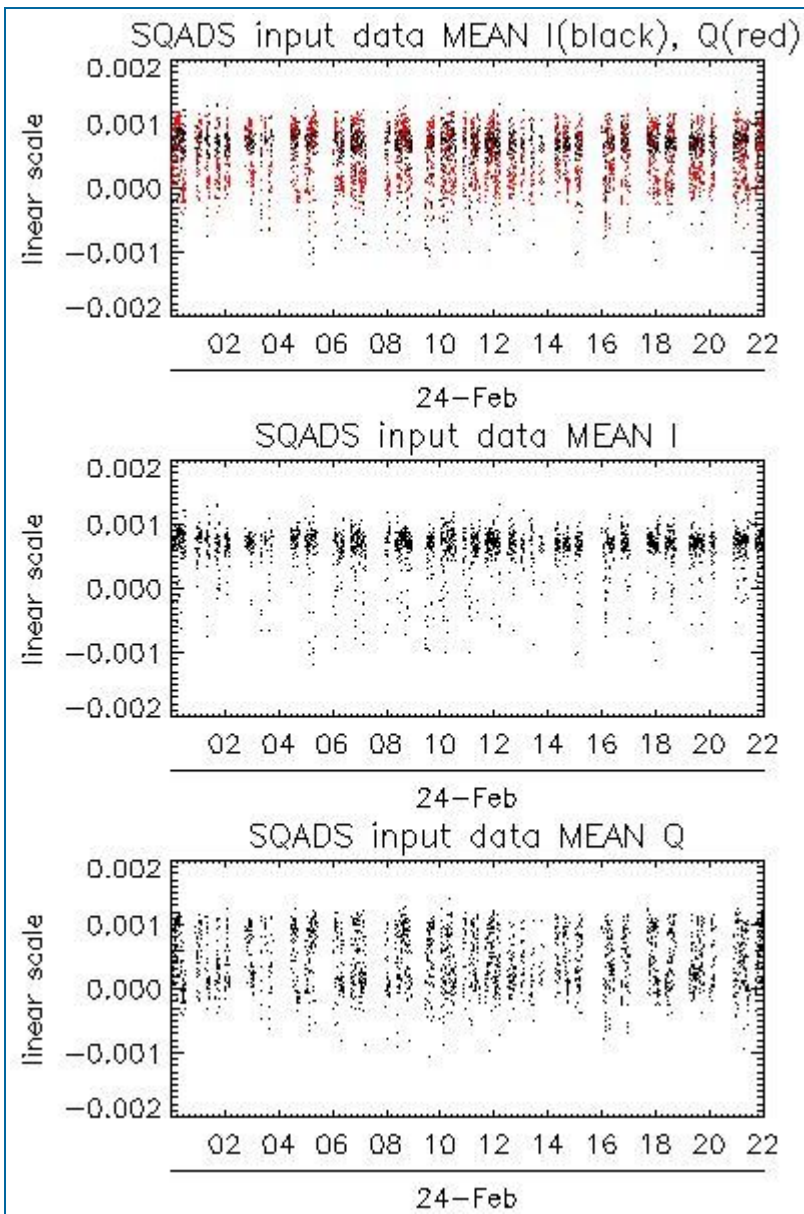 SQADS input data MEAN I(black), Q(red)
0.002
0.001
0.000
-0.001
-0.002
linear scale
02 04 06 08 10 12 14 16 18 20 22
24-Feb
SQADS input data MEAN I
0.002
0.001
0.000
-0.001
-0.002
linear scale
02 04 06 08 10 12 14 16 18 20 22
24-Feb
SQADS input data MEAN Q
0.002
0.001
0.000
-0.001
-0.002
linear scale
02 04 06 08 10 12 14 16 18 20 22
24-Feb